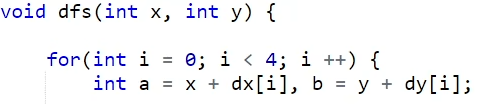 void dfs(int x, int y) {
for(int i = 0; i < 4; i ++) {
int a = x + dx[i], b = y + dy[i];